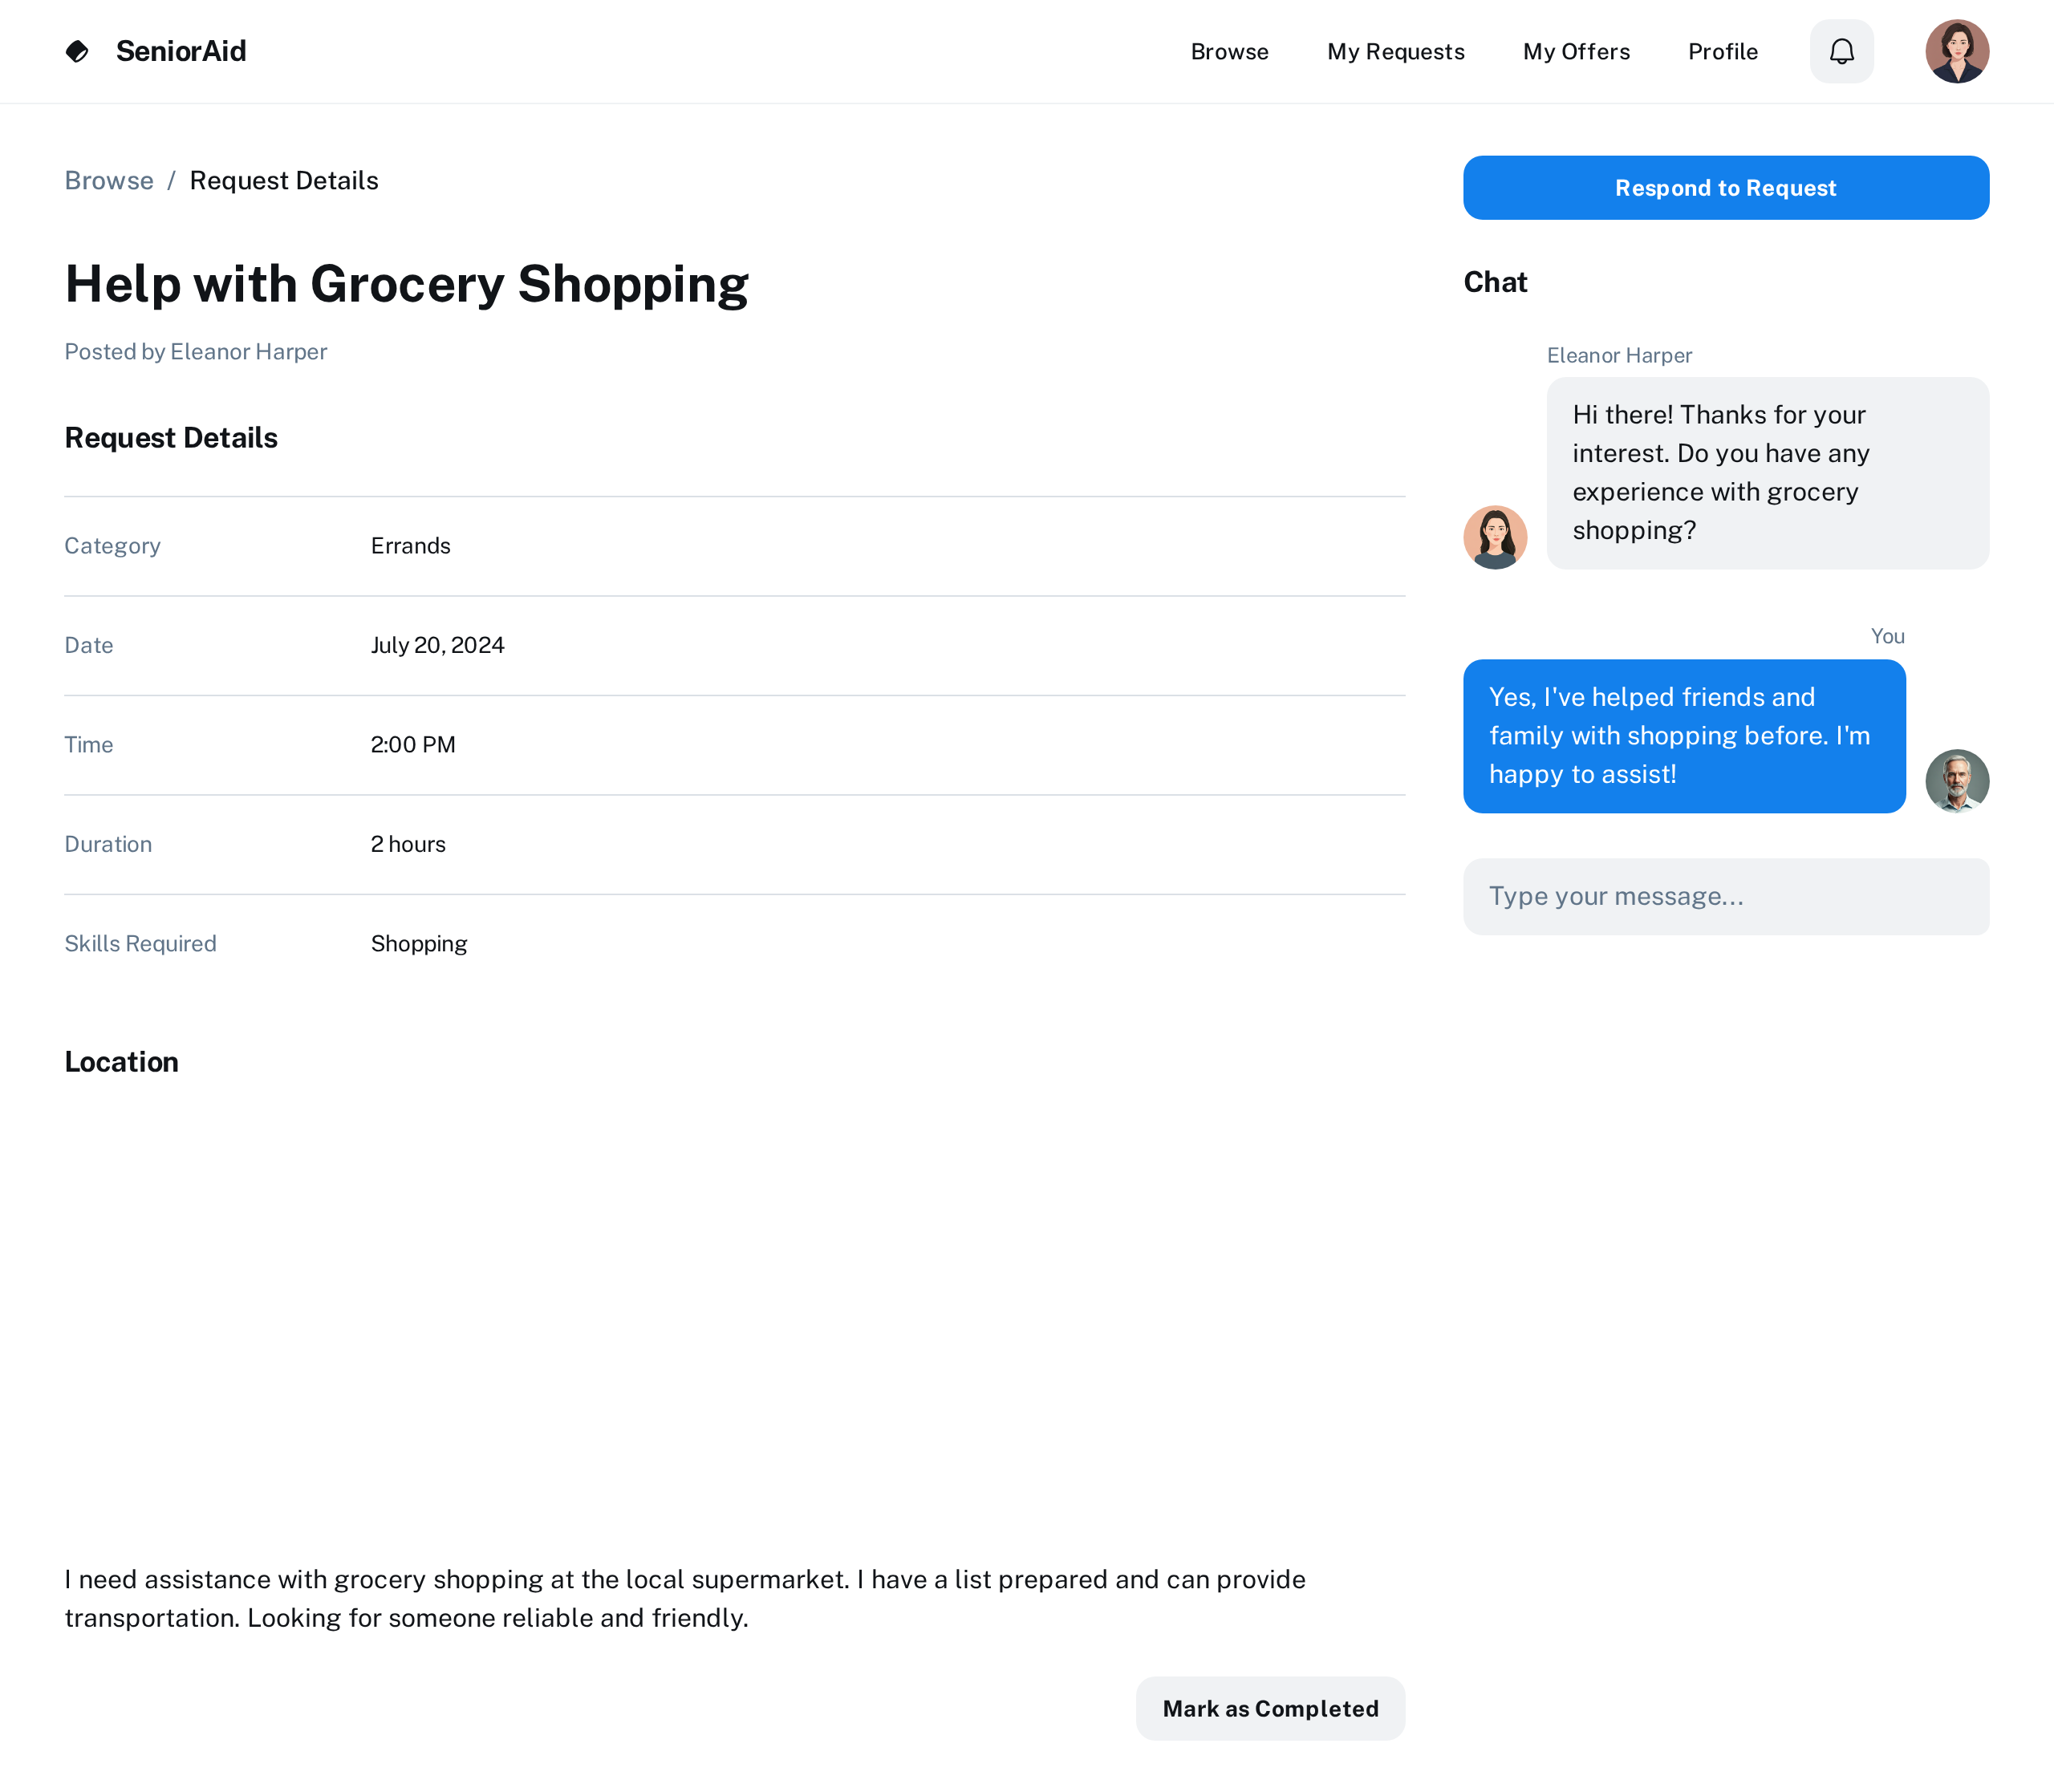 SeniorAid
Browse
My Requests
My Offers
Profile
Browse / Request Details
Help with Grocery Shopping
Posted by Eleanor Harper
Request Details
Category Errands
Date July 20, 2024
Time 2:00 PM
Duration 2 hours
Skills Required Shopping
Location
I need assistance with grocery shopping at the local supermarket. I have a list prepared and can provide
transportation. Looking for someone reliable and friendly.
Mark as Completed
Respond to Request
Chat
Eleanor Harper
Hi there! Thanks for your
interest. Do you have any
experience with grocery
shopping?
You
Yes, I've helped friends and
family with shopping before. I'm
happy to assist!
Type your message...